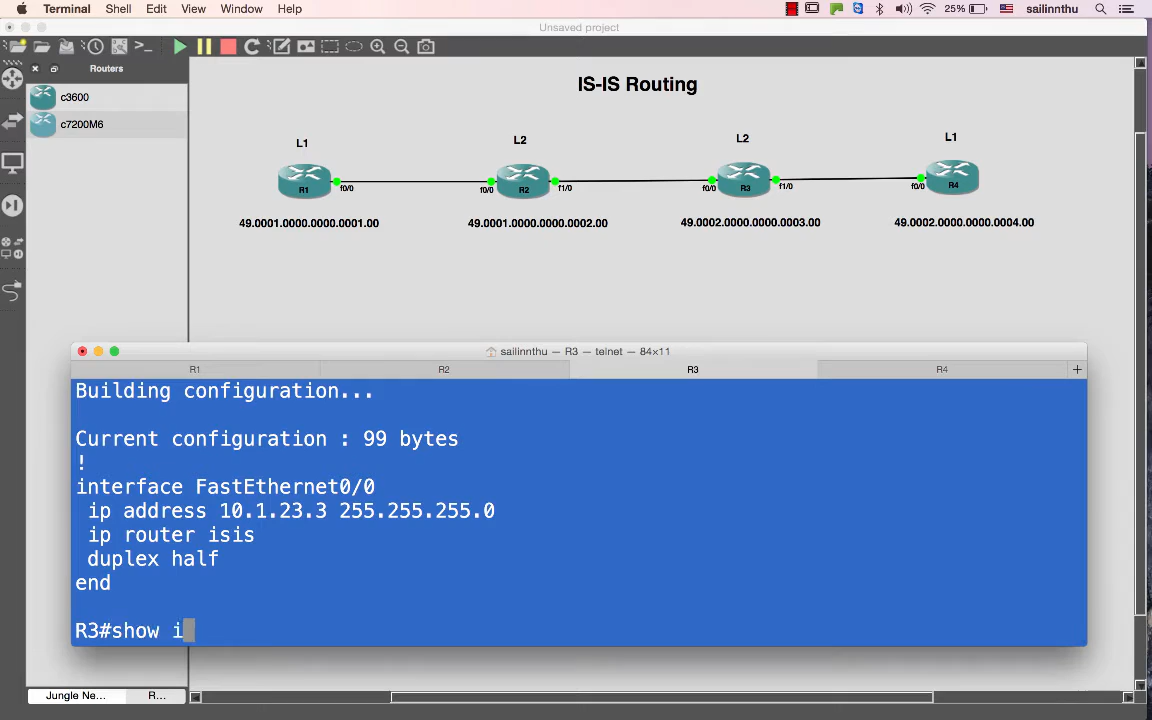 Terminal Shell Edit View Window Help 25% sailinnthu
Unsaved project
Routers
c3600
c7200M6
IS-IS Routing
L1 L2 L2 L1
R1 f0/0 f0/0 R2 f1/0 f0/0 R3 f1/0 f0/0 R4
49.0001.0000.0000.0001.00 49.0001.0000.0000.0002.00 49.0002.0000.0000.0003.00 49.0002.0000.0000.0004.00
sailinnthu — R3 — telnet — 84×11
R1 R2 R3 R4 +
Building configuration...
Current configuration : 99 bytes
!
interface FastEthernet0/0
ip address 10.1.23.3 255.255.255.0
ip router isis
duplex half
end
R3#show i
Jungle Ne... R...